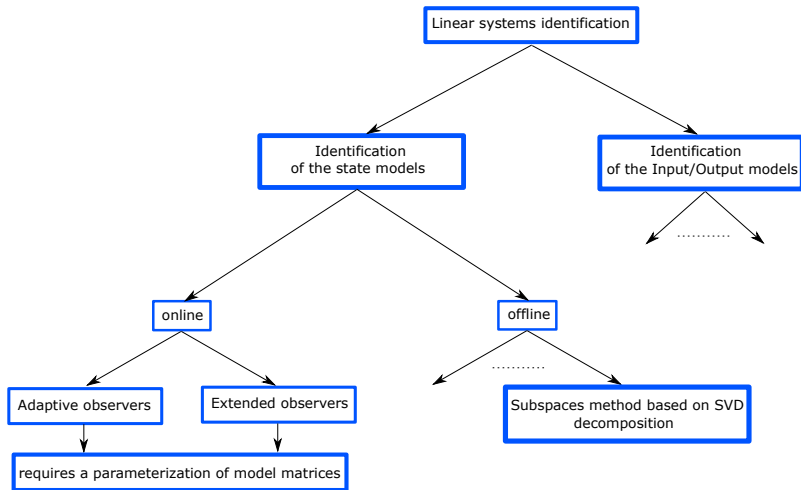 Linear systems identification
Identification
of the state models
Identification
of the Input/Output models
...........
online
offline
...........
Adaptive observers
Extended observers
Subspaces method based on SVD
decomposition
requires a parameterization of model matrices